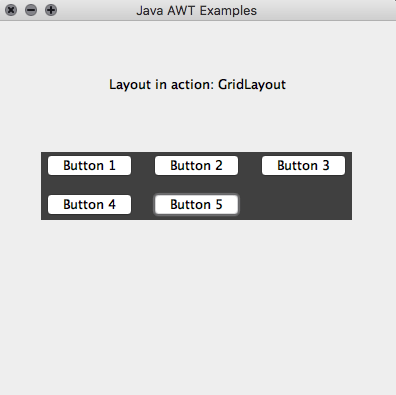 Java AWT Examples
Layout in action: GridLayout
Button 1 Button 2 Button 3
Button 4 Button 5